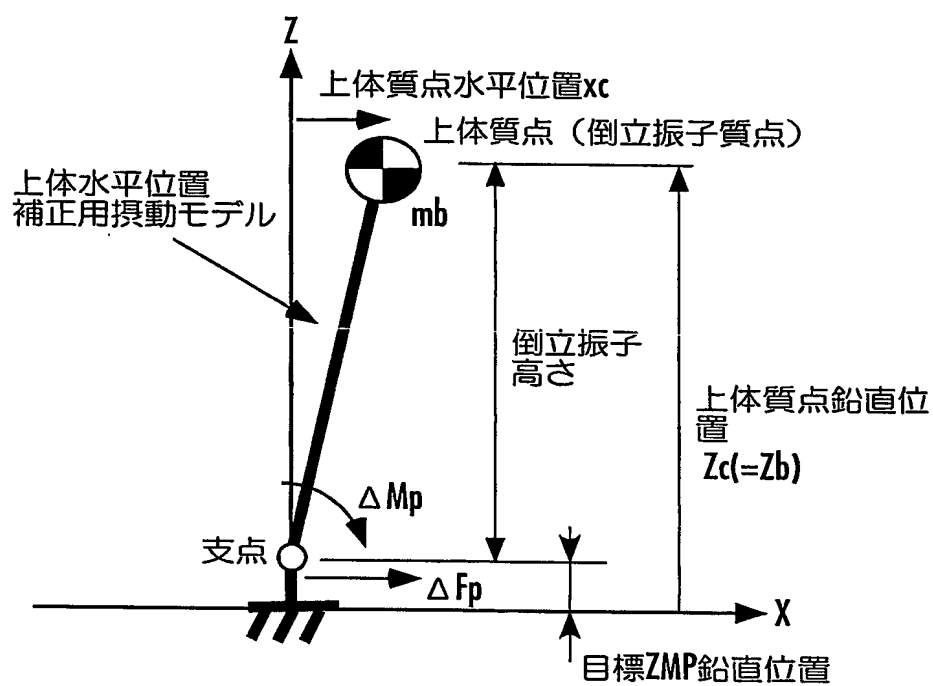 Z
上体質点水平位置xc
上体質点（倒立振子質点）
上体水平位置
補正用摂動モデル
mb
倒立振子
高さ
上体質点鉛直位
置
Zc(=Zb)
ΔMp
支点
ΔFp
X
目標ZMP鉛直位置